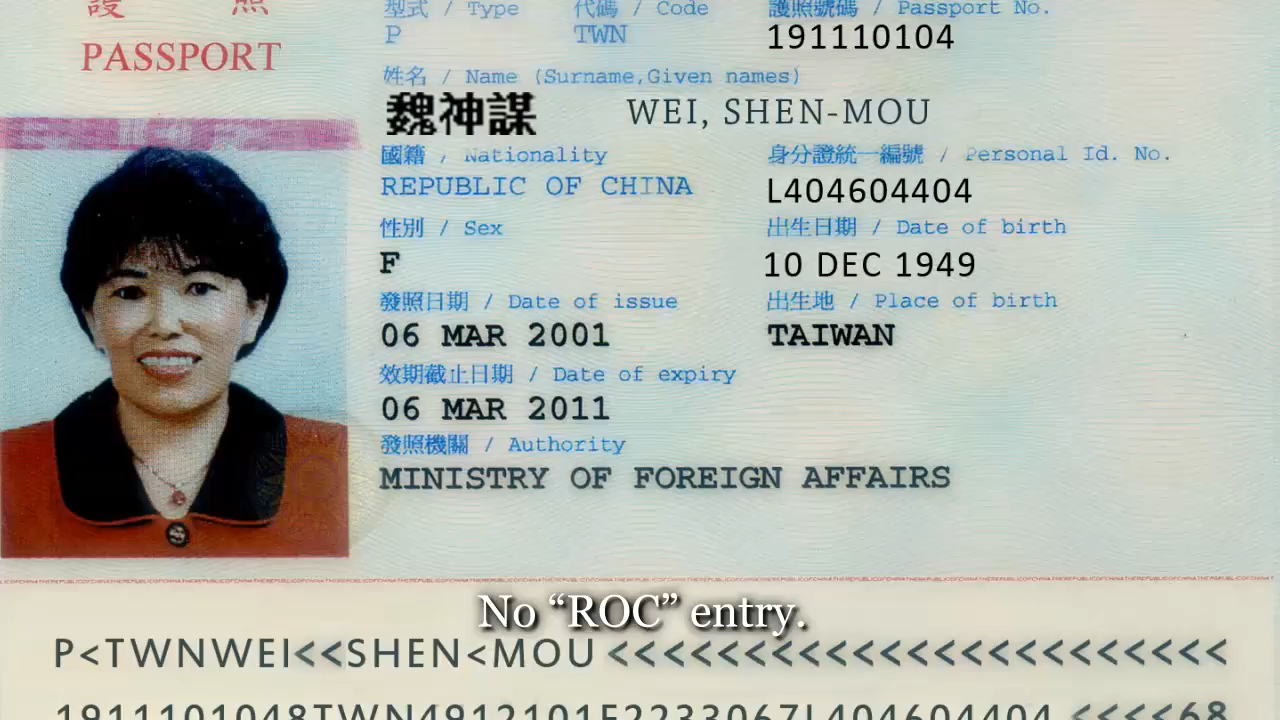 護照
型式 / Type 代碼 / Code 護照號碼 / Passport No.
PASSPORT P TWN 191110104
姓名 / Name (Surname,Given names)
魏神謀 WEI, SHEN-MOU
國籍 / Nationality 身分證統一編號 / Personal Id. No.
REPUBLIC OF CHINA L404604404
性別 / Sex 出生日期 / Date of birth
F 10 DEC 1949
發照日期 / Date of issue 出生地 / Place of birth
06 MAR 2001 TAIWAN
效期截止日期 / Date of expiry
06 MAR 2011
發照機關 / Authority
MINISTRY OF FOREIGN AFFAIRS
No “ROC” entry.
P<TWNWEI<<SHEN<MOU<<<<<<<<<<<<<<<<<<<<<<<
1911101048TWN4912101F2233067L404604404<<<<68